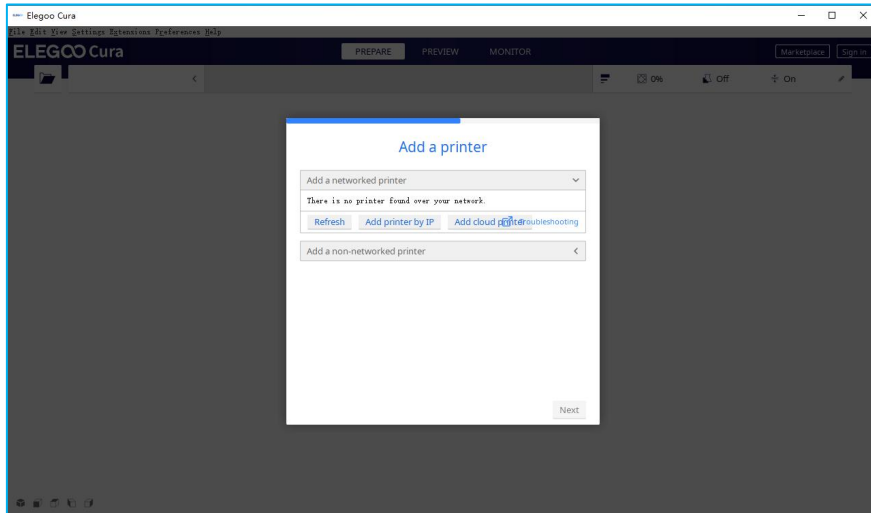 Elegoo Cura
File Edit View Settings Extensions Preferences Help
ELEGOO Cura
PREPARE PREVIEW MONITOR
Marketplace Sign in
0% Off On
Add a printer
Add a networked printer
There is no printer found over your network.
Refresh Add printer by IP Add cloud printer Troubleshooting
Add a non-networked printer
Next